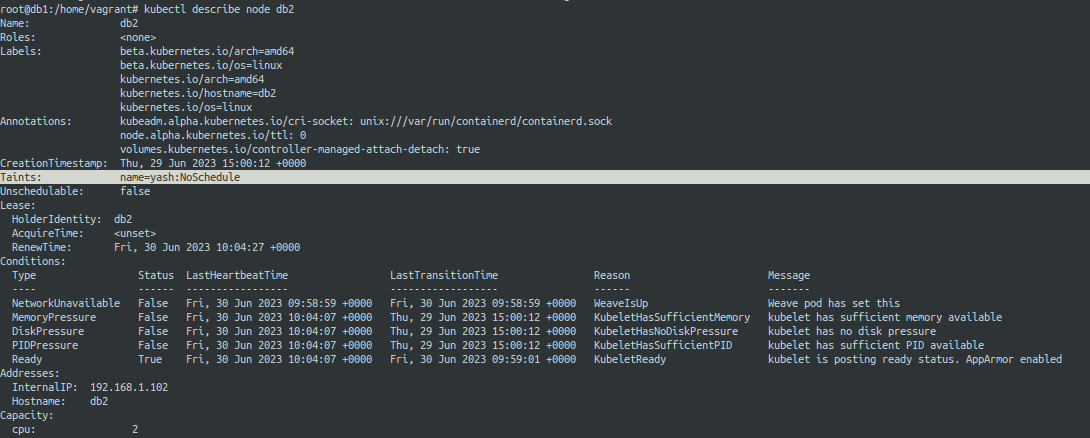 root@db1:/home/vagrant# kubectl describe node db2
Name:               db2
Roles:              <none>
Labels:             beta.kubernetes.io/arch=amd64
                    beta.kubernetes.io/os=linux
                    kubernetes.io/arch=amd64
                    kubernetes.io/hostname=db2
                    kubernetes.io/os=linux
Annotations:        kubeadm.alpha.kubernetes.io/cri-socket: unix:///var/run/containerd/containerd.sock
                    node.alpha.kubernetes.io/ttl: 0
                    volumes.kubernetes.io/controller-managed-attach-detach: true
CreationTimestamp:  Thu, 29 Jun 2023 15:00:12 +0000
Taints:             name=yash:NoSchedule
Unschedulable:      false
Lease:
  HolderIdentity:  db2
  AcquireTime:     <unset>
  RenewTime:       Fri, 30 Jun 2023 10:04:27 +0000
Conditions:
  Type                 Status  LastHeartbeatTime                 LastTransitionTime                Reason                       Message
  ----                 ------  -----------------                 ------------------                ------                       -------
  NetworkUnavailable   False   Fri, 30 Jun 2023 09:58:59 +0000   Fri, 30 Jun 2023 09:58:59 +0000   WeaveIsUp                    Weave pod has set this
  MemoryPressure       False   Fri, 30 Jun 2023 10:04:07 +0000   Thu, 29 Jun 2023 15:00:12 +0000   KubeletHasSufficientMemory   kubelet has sufficient memory available
  DiskPressure         False   Fri, 30 Jun 2023 10:04:07 +0000   Thu, 29 Jun 2023 15:00:12 +0000   KubeletHasNoDiskPressure     kubelet has no disk pressure
  PIDPressure          False   Fri, 30 Jun 2023 10:04:07 +0000   Thu, 29 Jun 2023 15:00:12 +0000   KubeletHasSufficientPID      kubelet has sufficient PID available
  Ready                True    Fri, 30 Jun 2023 10:04:07 +0000   Fri, 30 Jun 2023 09:59:01 +0000   KubeletReady                 kubelet is posting ready status. AppArmor enabled
Addresses:
  InternalIP:  192.168.1.102
  Hostname:    db2
Capacity:
  cpu:                2